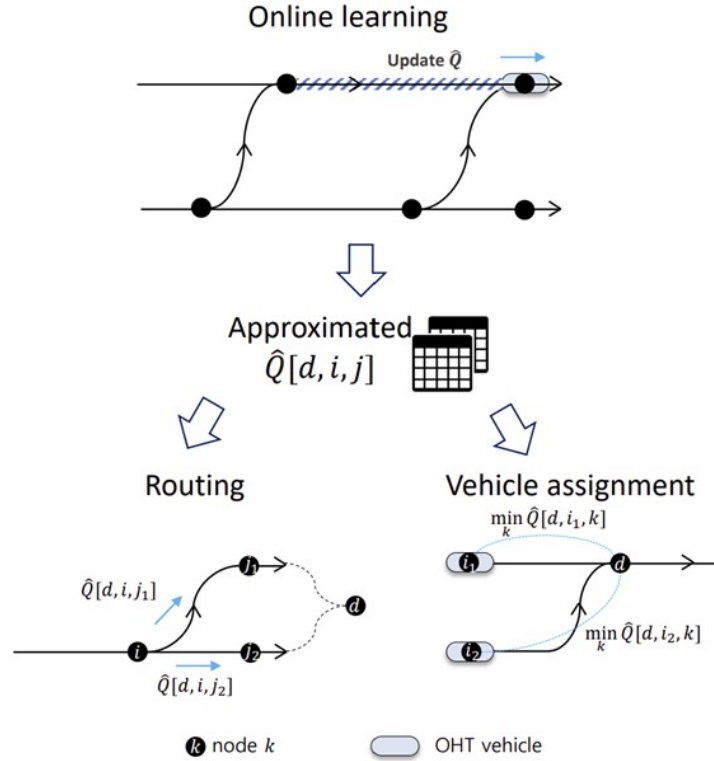 Online learning
Update Q̂
Approximated
Q̂[d, i, j]
Routing
Vehicle assignment
min Q̂[d, i₁, k]
k
Q̂[d, i, j₁]
j₁
i₁
d
d
i
j₂
i₂
min Q̂[d, i₂, k]
k
Q̂[d, i, j₂]
k node k
OHT vehicle